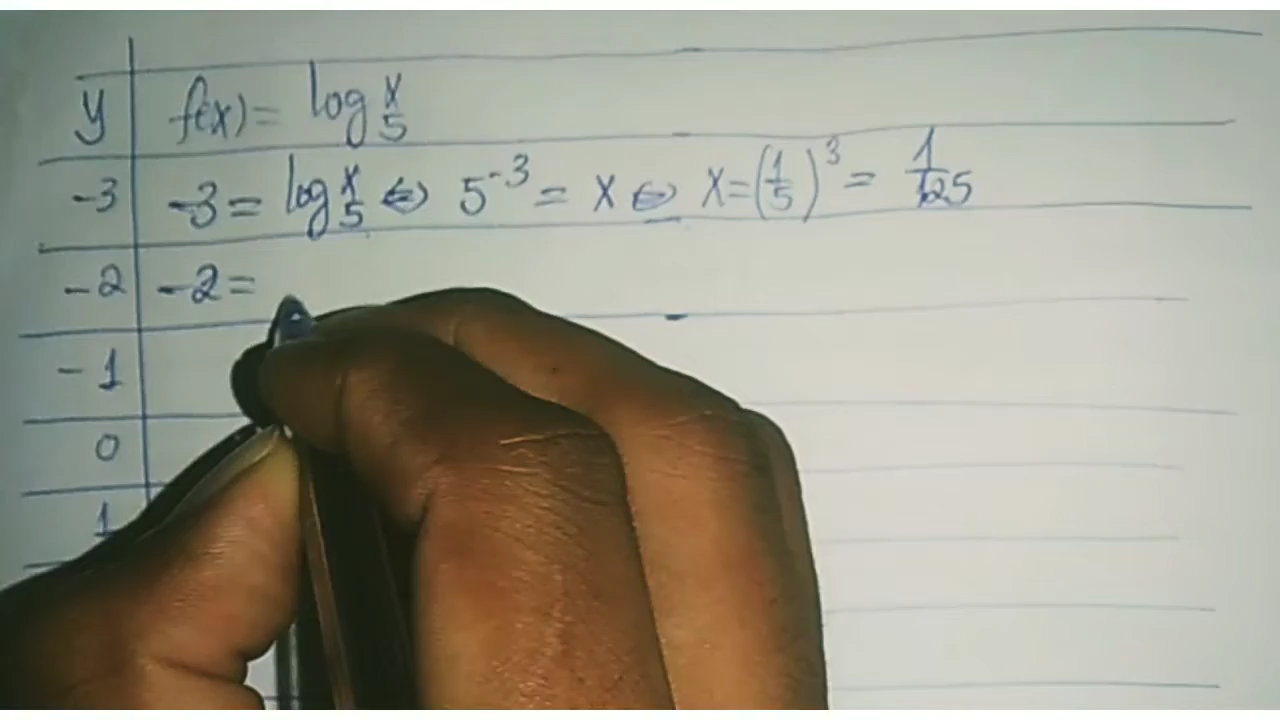 y f(x) = log x 5
-3 -3 = log x 5 ⇔ 5^-3 = x ⇔ x = (1/5)^3 = 1/125
-2 -2 =
-1
0
1